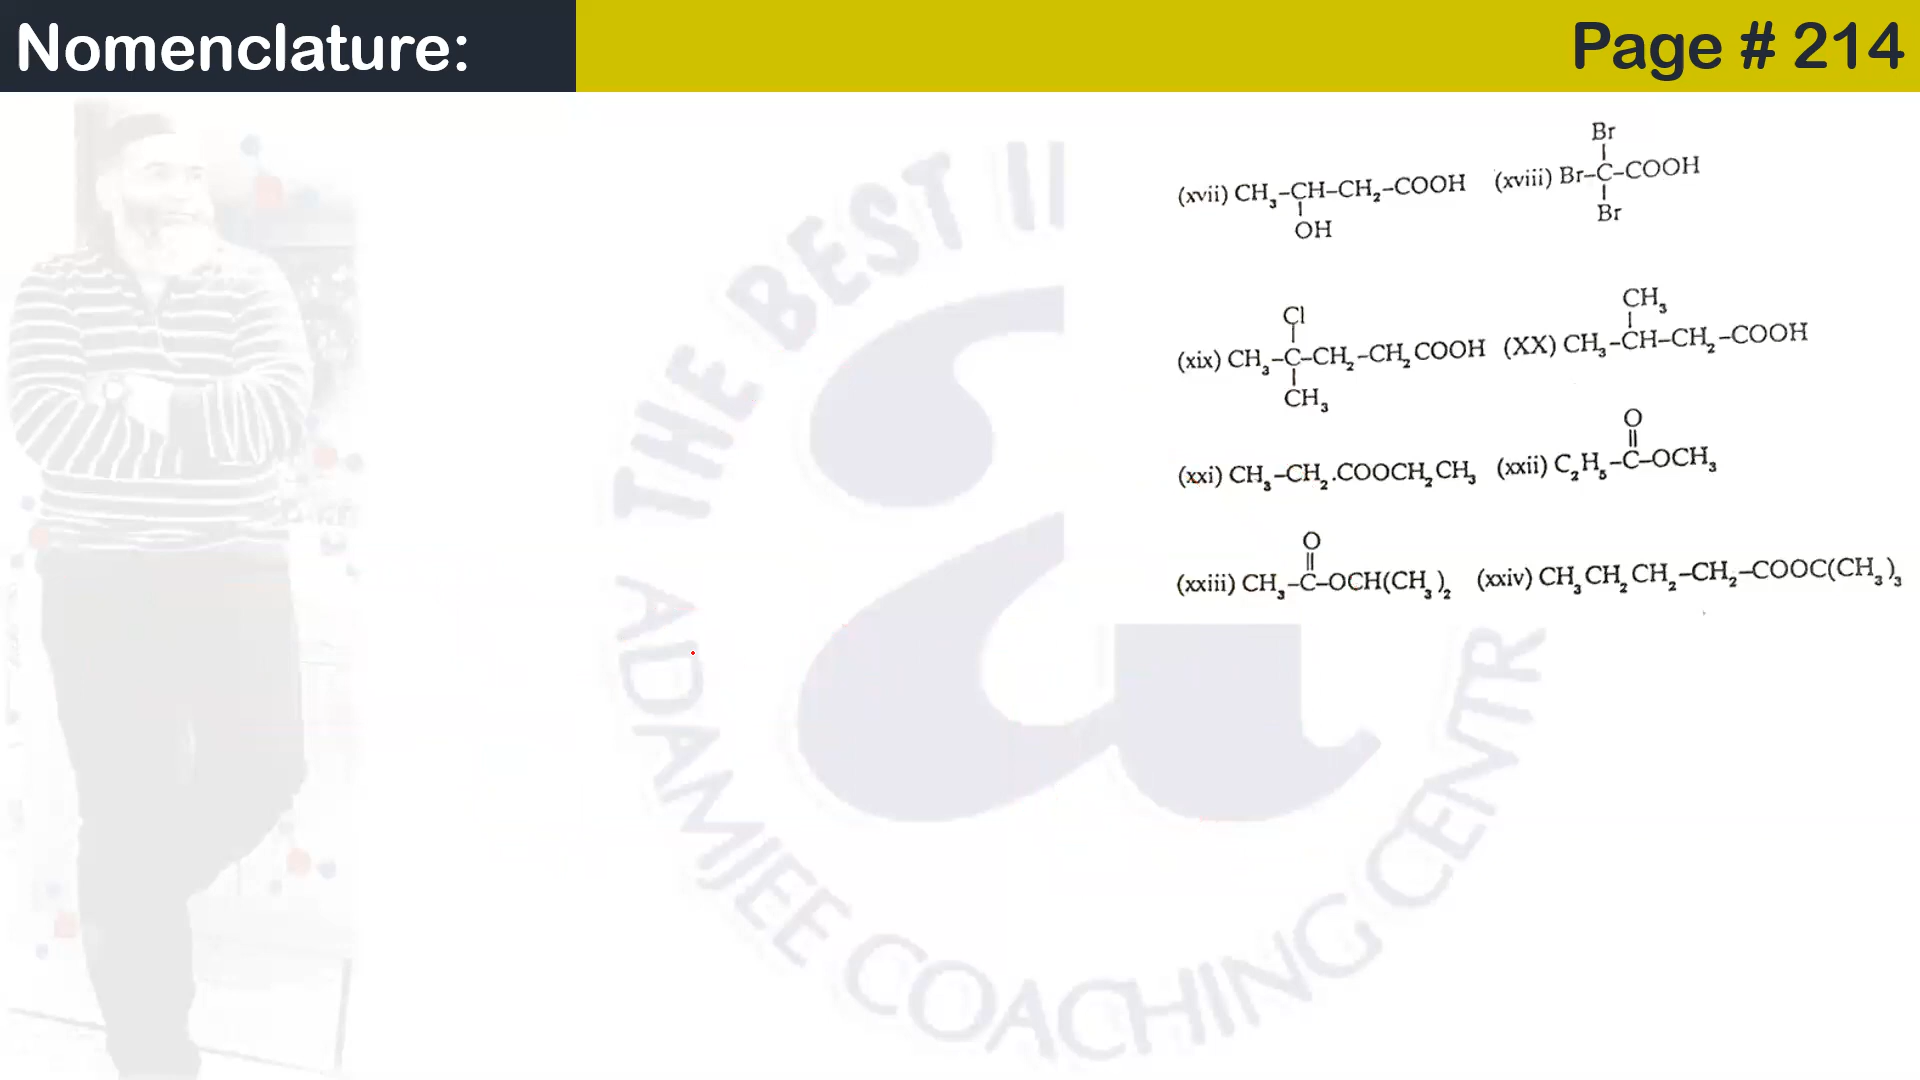 Nomenclature:
Page # 214
(xvii) CH₃–CH–CH₂–COOH
OH
Br
(xviii) Br–C–COOH
Br
Cl
(xix) CH₃–C–CH₂–CH₂COOH
CH₃
CH₃
(XX) CH₃–CH–CH₂–COOH
(xxi) CH₃–CH₂.COOCH₂CH₃
O
(xxii) C₂H₅–C–OCH₃
O
(xxiii) CH₃–C–OCH(CH₃)₂
(xxiv) CH₃CH₂CH₂–CH₂–COOC(CH₃)₃
THE BEST
a
ADAMJEE COACHING CENTR